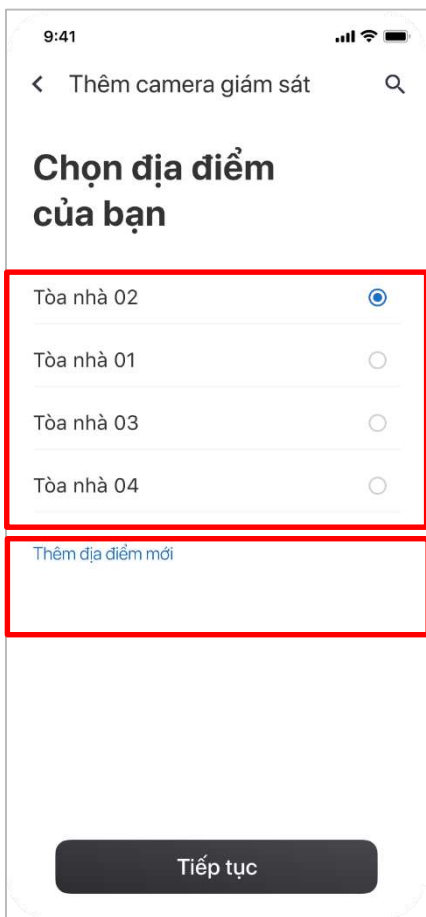 9:41
Thêm camera giám sát
Chọn địa điểm
của bạn
Tòa nhà 02
Tòa nhà 01
Tòa nhà 03
Tòa nhà 04
Thêm địa điểm mới
Tiếp tục